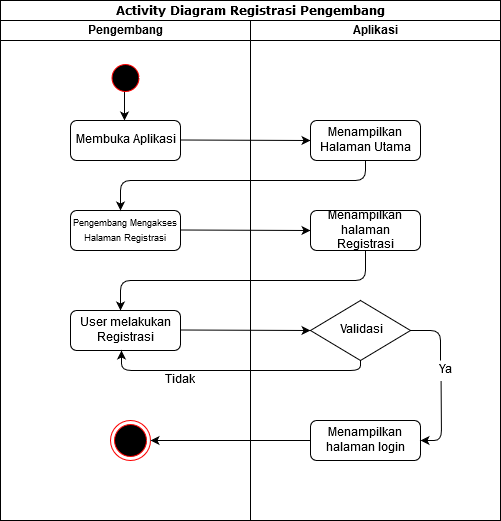 Activity Diagram Registrasi Pengembang
Pengembang
Aplikasi
Membuka Aplikasi
Menampilkan
Halaman Utama
Pengembang Mengakses
Halaman Registrasi
Menampilkan
halaman
Registrasi
User melakukan
Registrasi
Validasi
Tidak
Ya
Menampilkan
halaman login